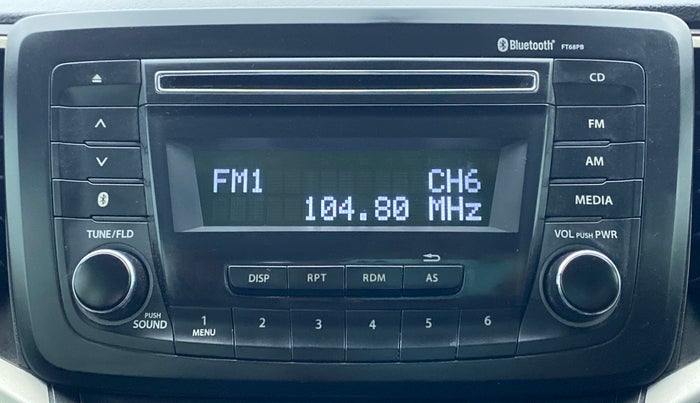 Bluetooth® FT68PB
CD
FM
AM
MEDIA
FM1 CH6
104.80 MHz
TUNE/FLD
VOL PUSH PWR
DISP RPT RDM AS
PUSH
SOUND
1 2 3 4 5 6
MENU